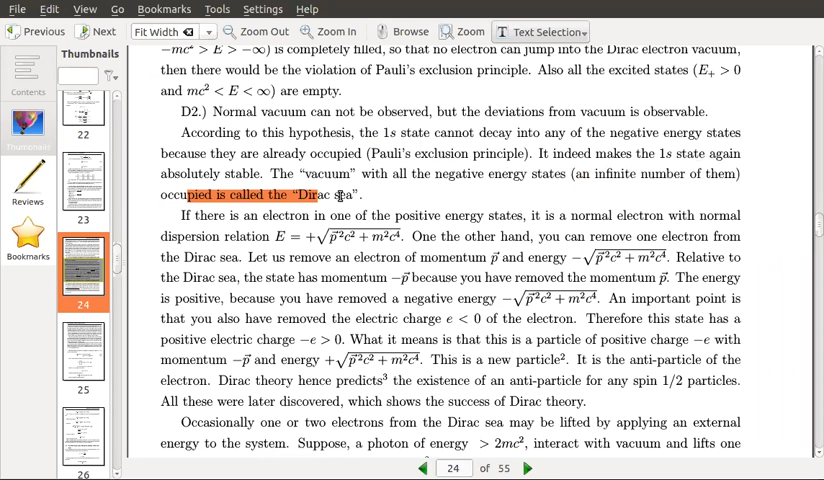 File Edit View Go Bookmarks Tools Settings Help
Previous Next Fit Width Zoom Out Zoom In Browse Zoom Text Selection
Thumbnails
Contents
Thumbnails
Reviews
Bookmarks
22
23
24
25
26
−mc² > E > −∞) is completely filled, so that no electron can jump into the Dirac electron vacuum,
then there would be the violation of Pauli's exclusion principle. Also all the excited states (E₊ > 0
and mc² < E < ∞) are empty.
D2.) Normal vacuum can not be observed, but the deviations from vacuum is observable.
According to this hypothesis, the 1s state cannot decay into any of the negative energy states
because they are already occupied (Pauli's exclusion principle). It indeed makes the 1s state again
absolutely stable. The “vacuum” with all the negative energy states (an infinite number of them)
occupied is called the “Dirac sea”.
If there is an electron in one of the positive energy states, it is a normal electron with normal
dispersion relation E = +√(p⃗ ²c² + m²c⁴). One the other hand, you can remove one electron from
the Dirac sea. Let us remove an electron of momentum p⃗ and energy −√(p⃗ ²c² + m²c⁴). Relative to
the Dirac sea, the state has momentum −p⃗ because you have removed the momentum p⃗. The energy
is positive, because you have removed a negative energy −√(p⃗ ²c² + m²c⁴). An important point is
that you also have removed the electric charge e < 0 of the electron. Therefore this state has a
positive electric charge −e > 0. What it means is that this is a particle of positive charge −e with
momentum −p⃗ and energy +√(p⃗ ²c² + m²c⁴). This is a new particle². It is the anti-particle of the
electron. Dirac theory hence predicts³ the existence of an anti-particle for any spin 1/2 particles.
All these were later discovered, which shows the success of Dirac theory.
Occasionally one or two electrons from the Dirac sea may be lifted by applying an external
energy to the system. Suppose, a photon of energy > 2mc², interact with vacuum and lifts one
24 of 55